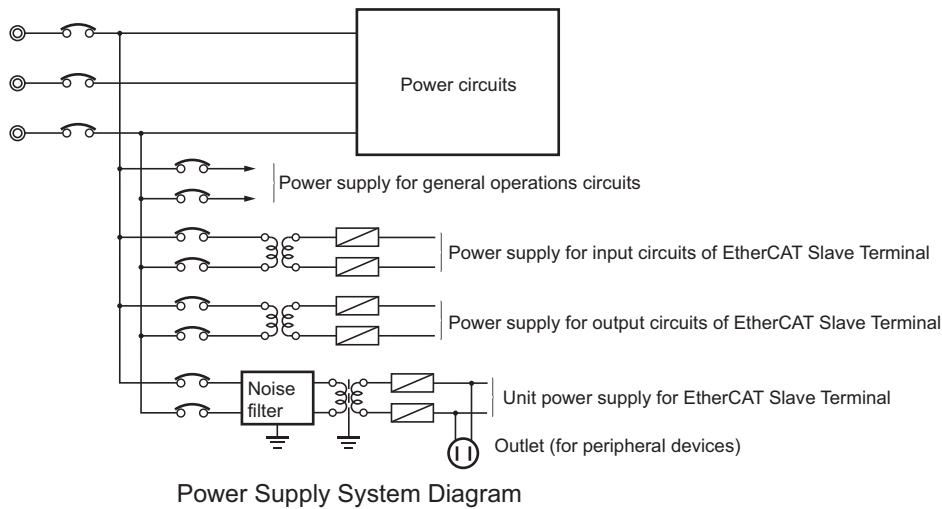 Power circuits
Power supply for general operations circuits
Power supply for input circuits of EtherCAT Slave Terminal
Power supply for output circuits of EtherCAT Slave Terminal
Noise
filter
Unit power supply for EtherCAT Slave Terminal
Outlet (for peripheral devices)
Power Supply System Diagram